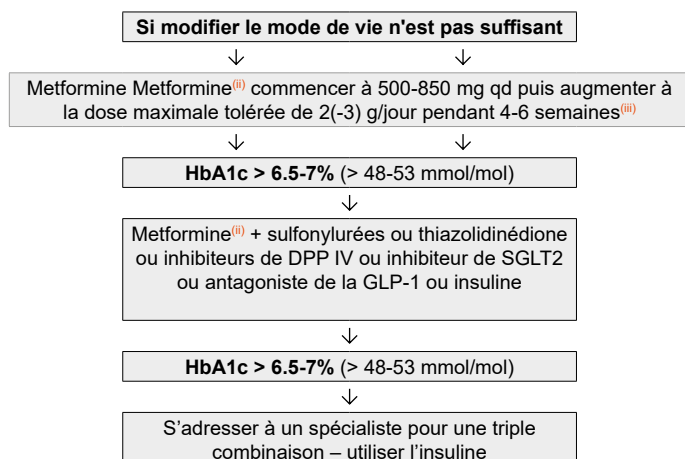 Si modifier le mode de vie n'est pas suffisant
Metformine Metformine(ii) commencer à 500-850 mg qd puis augmenter à
la dose maximale tolérée de 2(-3) g/jour pendant 4-6 semaines(iii)
HbA1c > 6.5-7% (> 48-53 mmol/mol)
Metformine(ii) + sulfonylurées ou thiazolidinédione
ou inhibiteurs de DPP IV ou inhibiteur de SGLT2
ou antagoniste de la GLP-1 ou insuline
HbA1c > 6.5-7% (> 48-53 mmol/mol)
S’adresser à un spécialiste pour une triple
combinaison – utiliser l’insuline